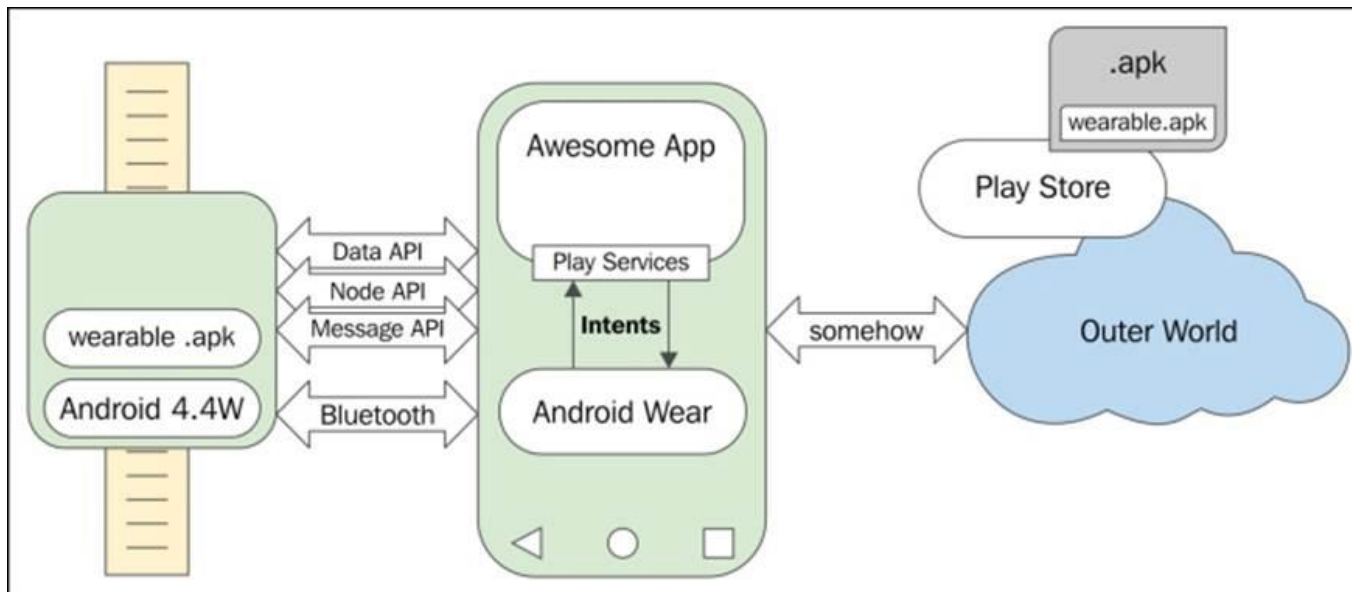 .apk
wearable.apk
Play Store
Awesome App
Play Services
Intents
Android Wear
Data API
Node API
Message API
Bluetooth
wearable .apk
Android 4.4W
somehow
Outer World